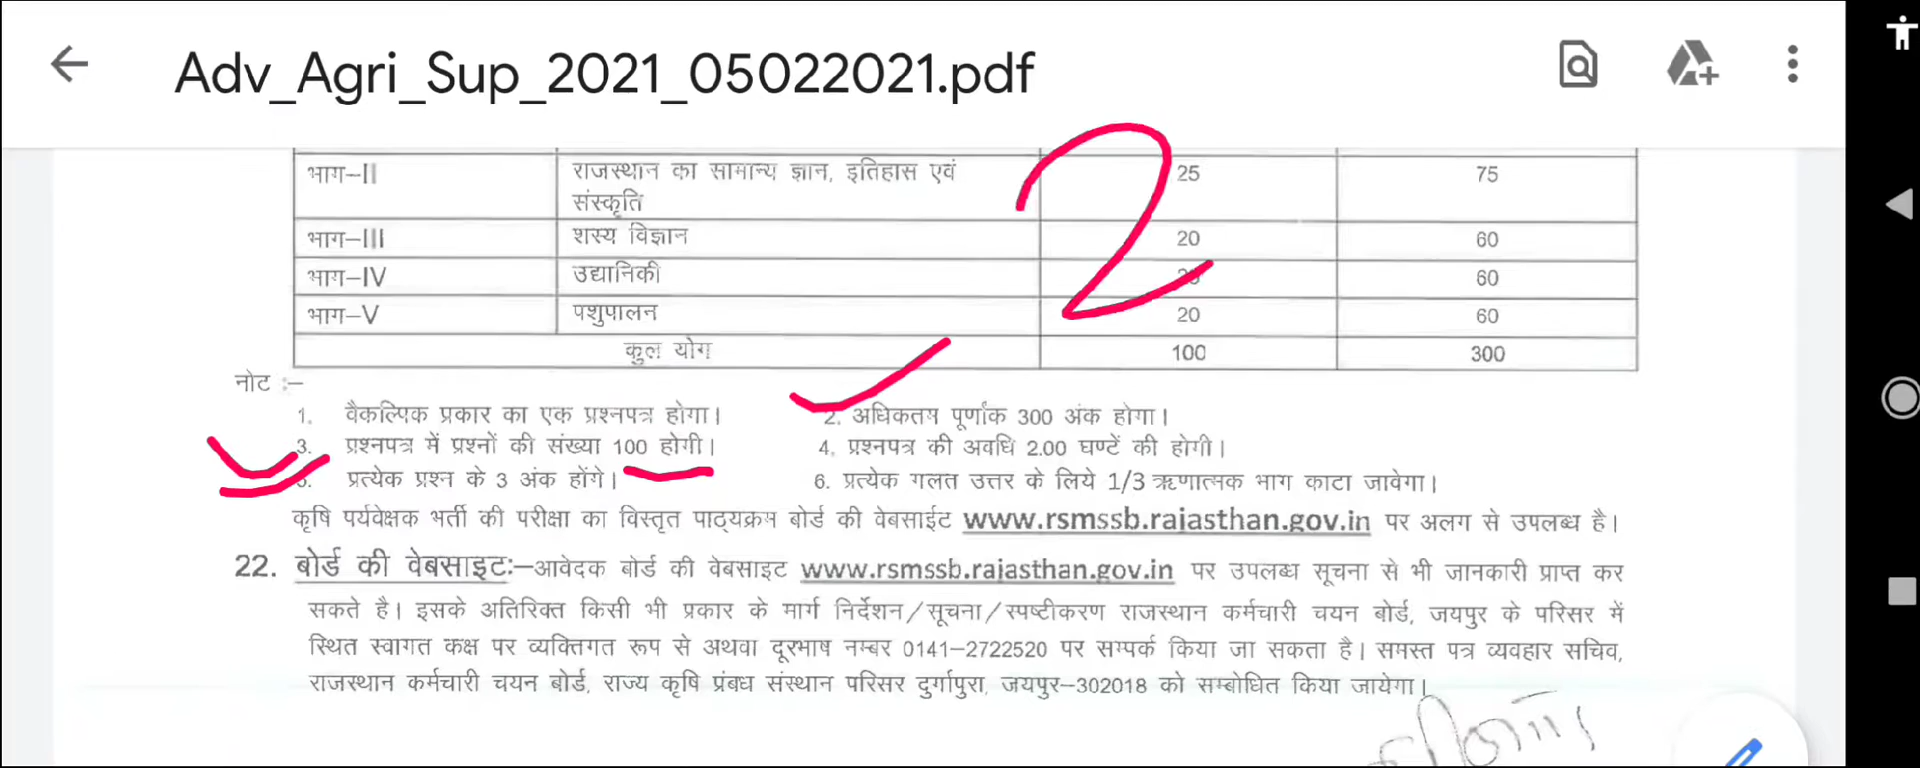 Adv_Agri_Sup_2021_05022021.pdf
भाग–II राजस्थान का सामान्य ज्ञान, इतिहास एवं संस्कृति 25 75
भाग–III शस्य विज्ञान 20 60
भाग–IV उद्यानिकी 60
भाग–V पशुपालन 20 60
कुल योग 100 300
2
नोट :–
1. वैकल्पिक प्रकार का एक प्रश्नपत्र होगा। 2. अधिकतम पूर्णांक 300 अंक होगा।
3. प्रश्नपत्र में प्रश्नों की संख्या 100 होगी। 4. प्रश्नपत्र की अवधि 2.00 घण्टें की होगी।
5. प्रत्येक प्रश्न के 3 अंक होंगे। 6. प्रत्येक गलत उत्तर के लिये 1/3 ऋणात्मक भाग काटा जावेगा।
कृषि पर्यवेक्षक भर्ती की परीक्षा का विस्तृत पाठ्यक्रम बोर्ड की वेबसाईट www.rsmssb.rajasthan.gov.in पर अलग से उपलब्ध है।
22. बोर्ड की वेबसाइट:–आवेदक बोर्ड की वेबसाइट www.rsmssb.rajasthan.gov.in पर उपलब्ध सूचना से भी जानकारी प्राप्त कर
सकते है। इसके अतिरिक्त किसी भी प्रकार के मार्ग निर्देशन/सूचना/स्पष्टीकरण राजस्थान कर्मचारी चयन बोर्ड, जयपुर के परिसर में
स्थित स्वागत कक्ष पर व्यक्तिगत रूप से अथवा दूरभाष नम्बर 0141–2722520 पर सम्पर्क किया जा सकता है। समस्त पत्र व्यवहार सचिव,
राजस्थान कर्मचारी चयन बोर्ड, राज्य कृषि प्रंबध संस्थान परिसर दुर्गापुरा, जयपुर–302018 को सम्बोधित किया जायेगा।